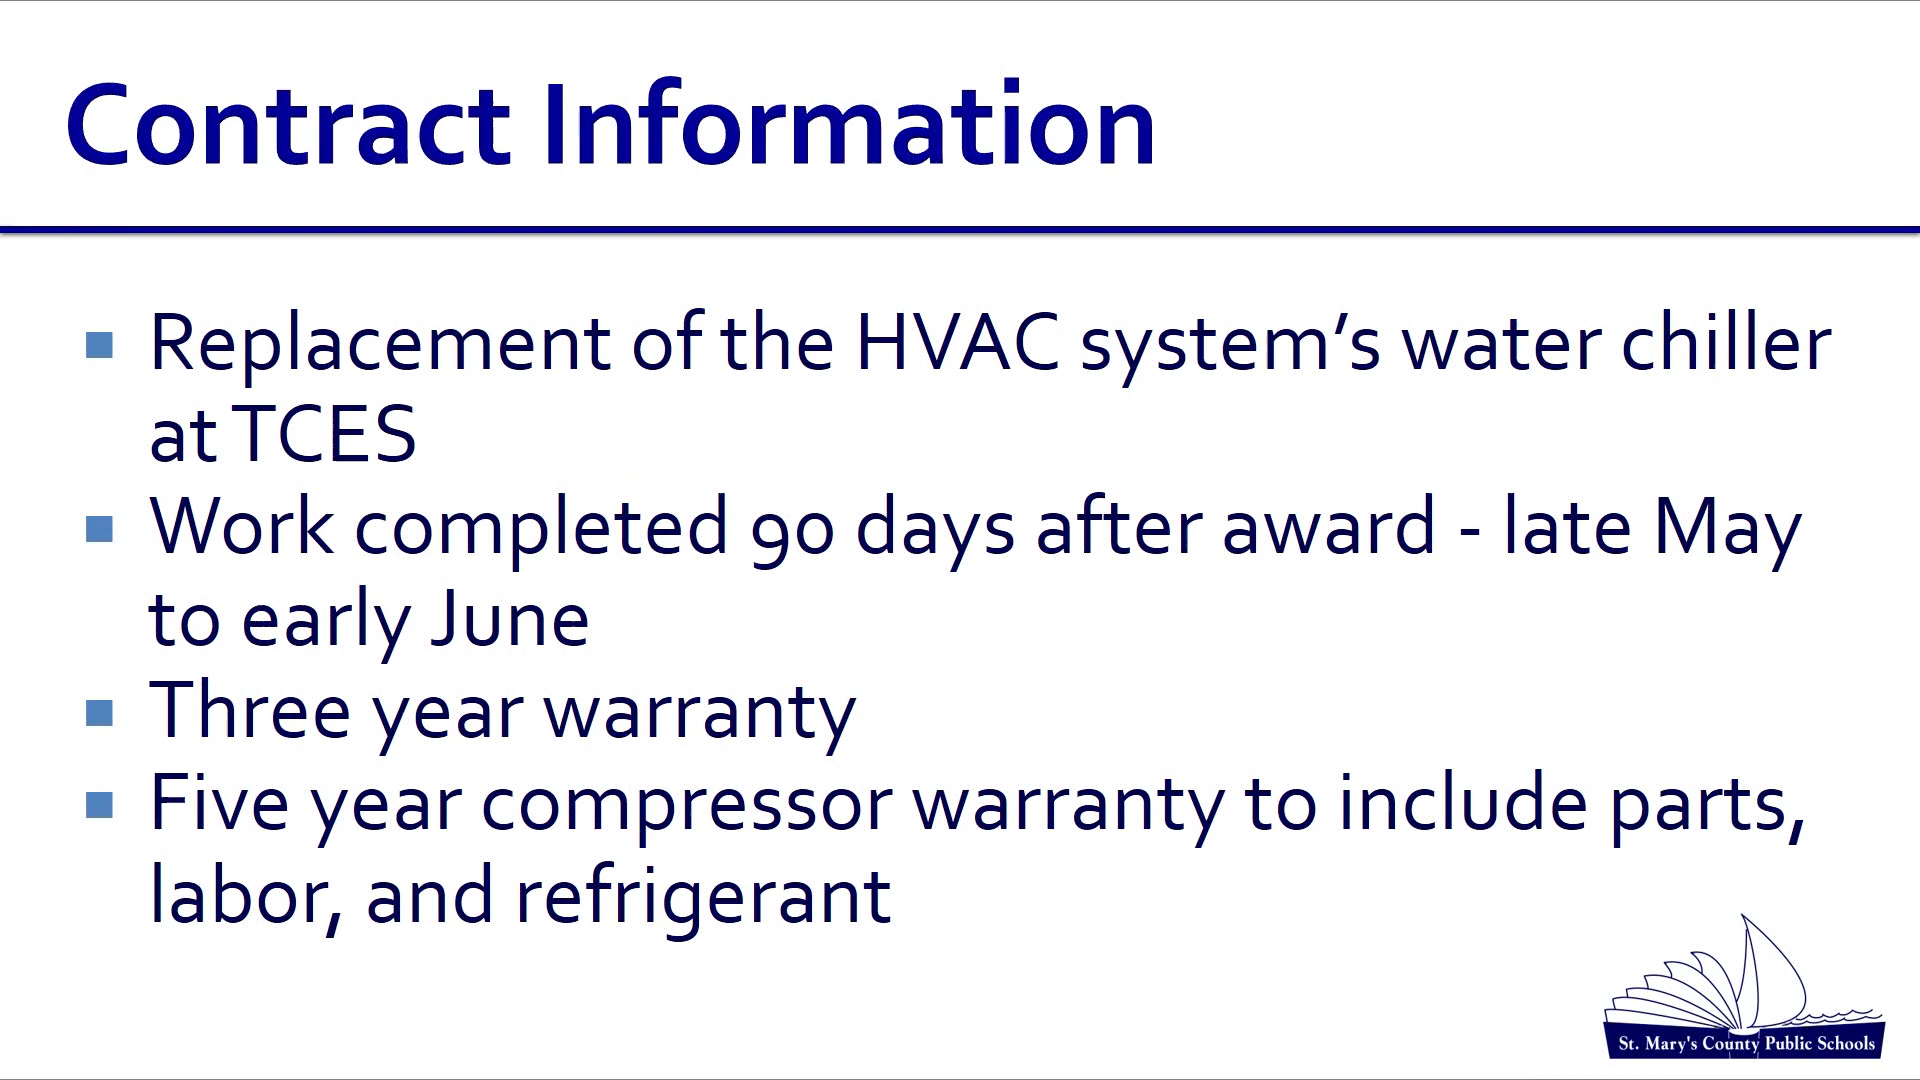 Contract Information
Replacement of the HVAC system’s water chiller
at TCES
Work completed 90 days after award - late May
to early June
Three year warranty
Five year compressor warranty to include parts,
labor, and refrigerant
St. Mary's County Public Schools